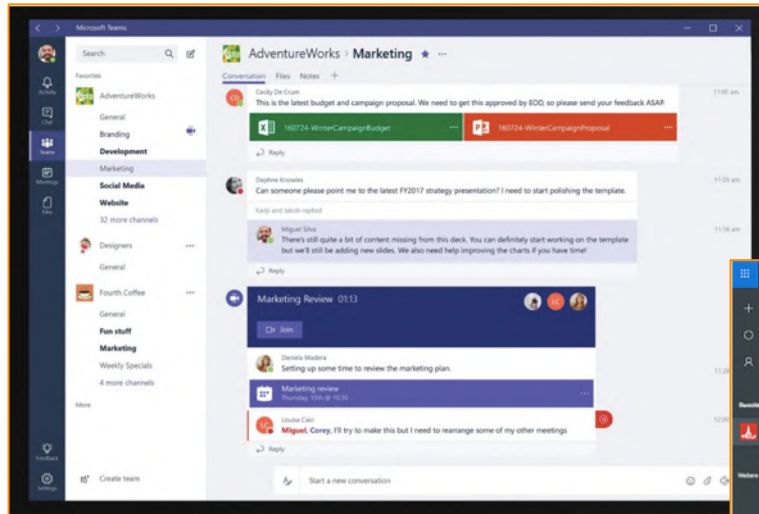 Microsoft Teams
Search
Activity
Chat
Teams
Meetings
Files
Feedback
Settings
Favorites
AdventureWorks
General
Branding
Development
Marketing
Social Media
Website
32 more channels
Designers
General
Fourth Coffee
General
Fun stuff
Marketing
Weekly Specials
4 more channels
More
Create team
AdventureWorks > Marketing
Conversation Files Notes
Cecily De Crum 11:00 am
This is the latest budget and campaign proposal. We need to get this approved by EOD, so please send your feedback ASAP.
160724-WinterCampaignBudget 160724-WinterCampaignProposal
Reply
Daphne Knowles 11:05 am
Can someone please point me to the latest FY2017 strategy presentation? I need to start polishing the template.
Kadji and Jakob replied
Miguel Silva 11:16 am
There's still quite a bit of content missing from this deck. You can definitely start working on the template
but we'll still be adding new slides. We also need help improving the charts if you have time!
Reply
Marketing Review 01:13
LC
Join
Daniela Madera
Setting up some time to review the marketing plan.
Marketing review
Thursday, 15th @ 10:30
LC
Louisa Cain
Miguel, Corey, I'll try to make this but I need to rearrange some of my other meetings
Reply
Start a new conversation
Weitere